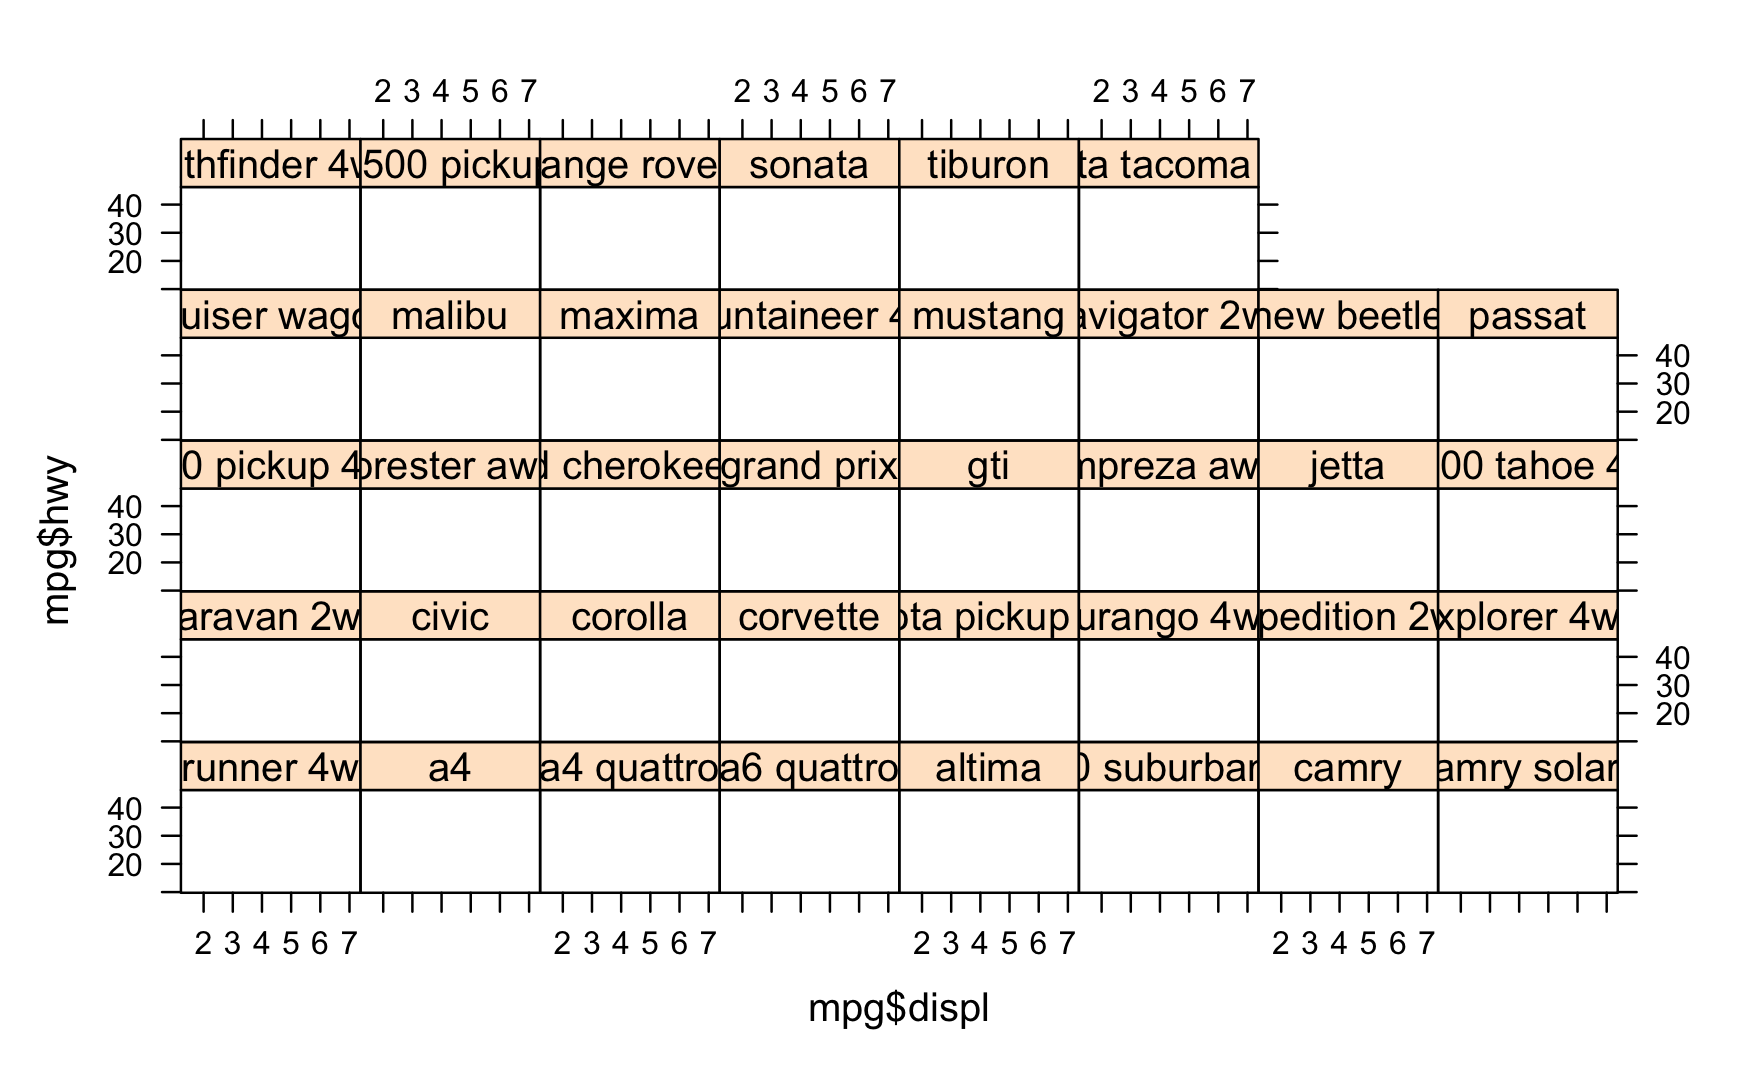 2 3 4 5 6 7 2 3 4 5 6 7 2 3 4 5 6 7
thfinder 4w 500 pickup ange rove sonata tiburon ta tacoma
40
30
20
uiser wago malibu maxima untaineer 4 mustang avigator 2w new beetle passat
40
30
20
0 pickup 4 orester awd d cherokee grand prix gti mpreza aw jetta 00 tahoe 4
40
30
20
aravan 2w civic corolla corvette ota pickup urango 4w pedition 2w xplorer 4w
40
30
20
runner 4w a4 a4 quattro a6 quattro altima 0 suburban camry amry solar
40
30
20
2 3 4 5 6 7 2 3 4 5 6 7 2 3 4 5 6 7 2 3 4 5 6 7
mpg$hwy
mpg$displ